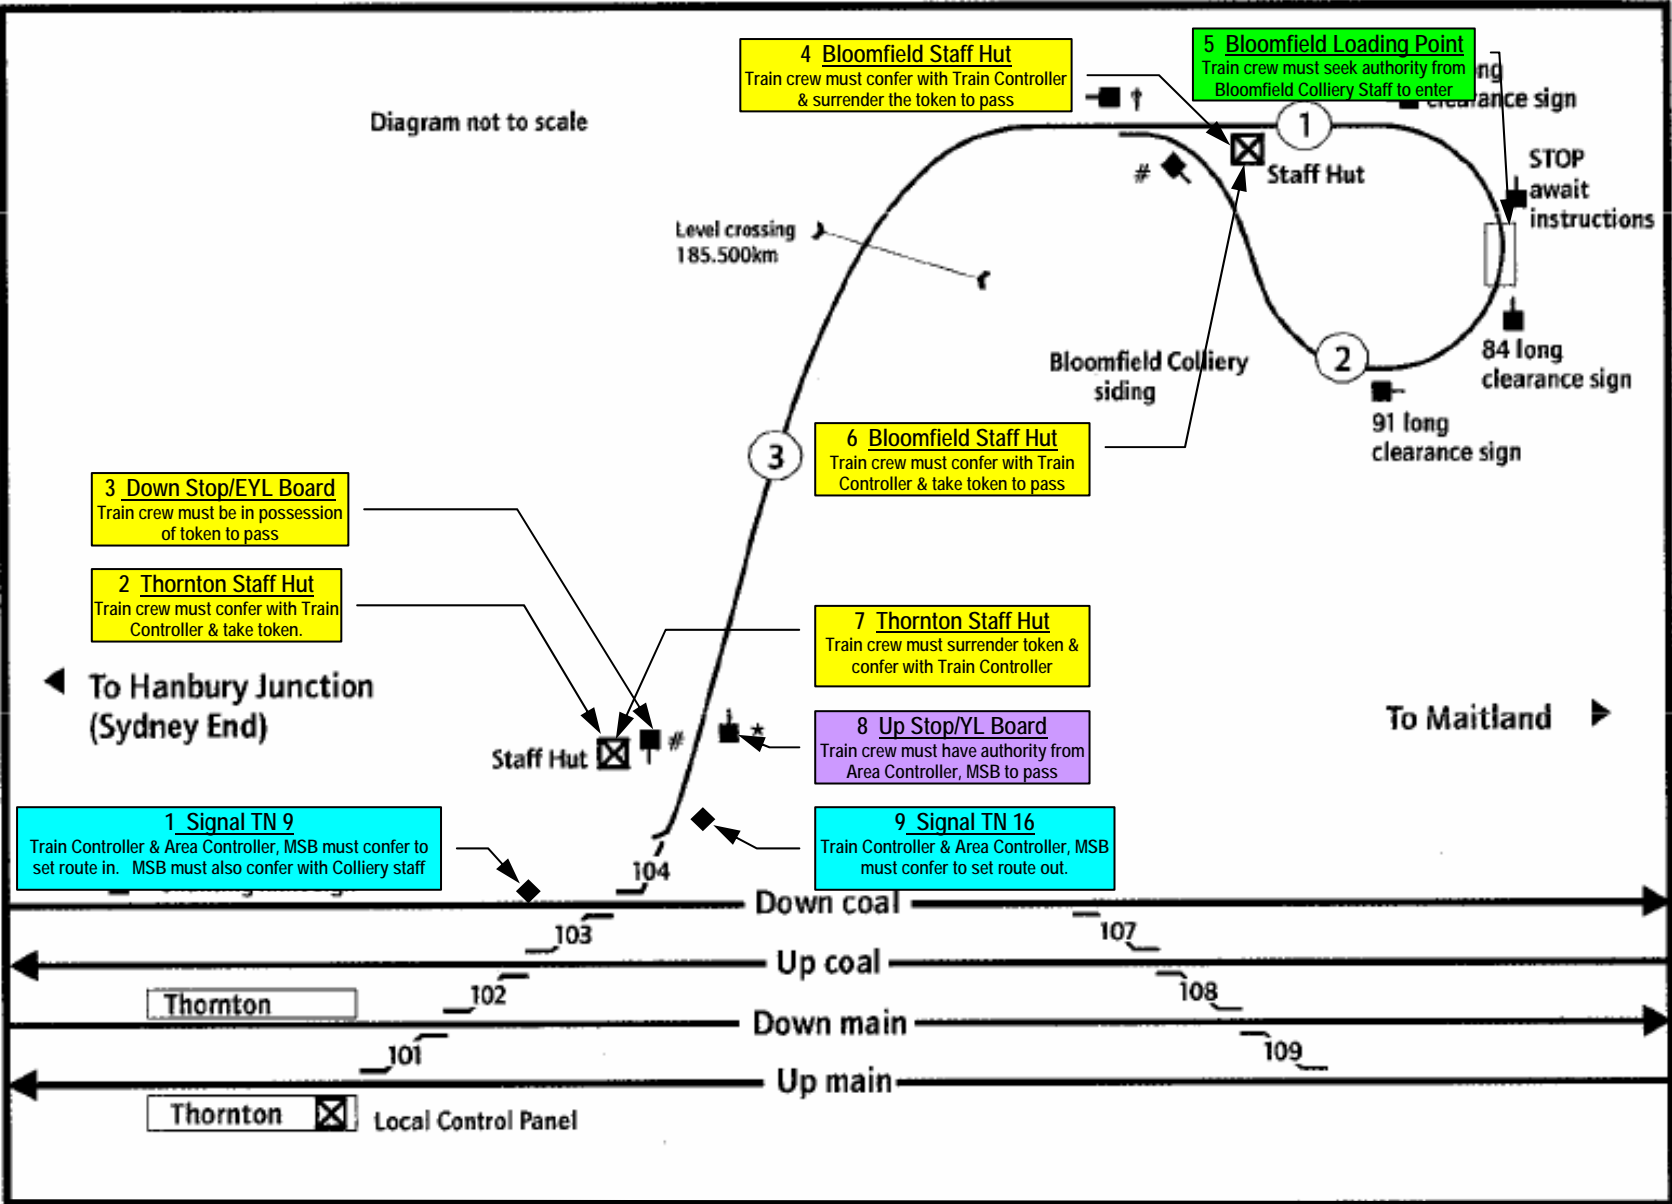 4 Bloomfield Staff Hut
Train crew must confer with Train Controller
& surrender the token to pass
5 Bloomfield Loading Point
Train crew must seek authority from
Bloomfield Colliery Staff to enter
clearance sign
Diagram not to scale
1
#
Staff Hut
STOP
await
instructions
Level crossing
185.500km
2
84 long
clearance sign
Bloomfield Colliery
siding
91 long
clearance sign
3
6 Bloomfield Staff Hut
Train crew must confer with Train
Controller & take token to pass
3 Down Stop/EYL Board
Train crew must be in possession
of token to pass
2 Thornton Staff Hut
Train crew must confer with Train
Controller & take token.
7 Thornton Staff Hut
Train crew must surrender token &
confer with Train Controller
To Hanbury Junction
(Sydney End)
To Maitland
Staff Hut
#
*
8 Up Stop/YL Board
Train crew must have authority from
Area Controller, MSB to pass
1 Signal TN 9
Train Controller & Area Controller, MSB must confer to
set route in. MSB must also confer with Colliery staff
9 Signal TN 16
Train Controller & Area Controller, MSB
must confer to set route out.
104
Down coal
103
107
Up coal
102
108
Thornton
Down main
101
109
Up main
Thornton
Local Control Panel